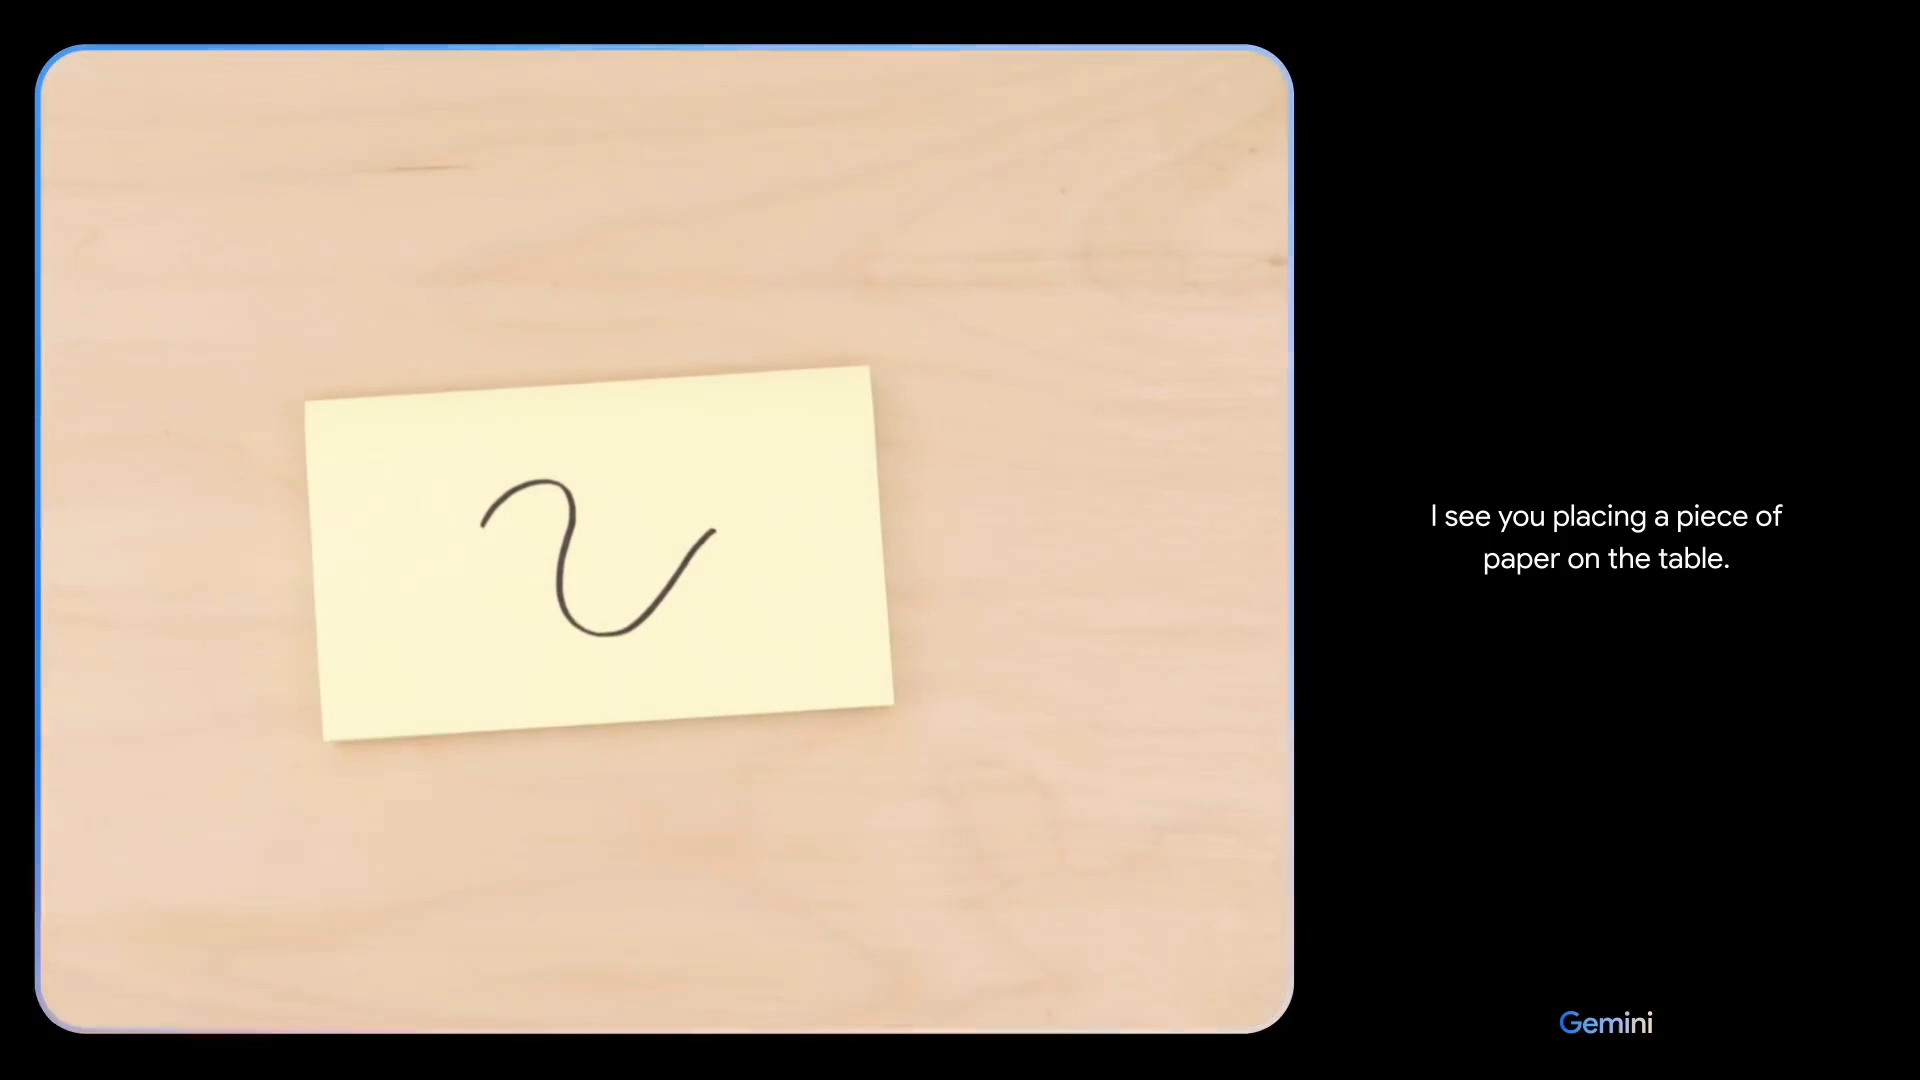 I see you placing a piece of
paper on the table.
Gemini